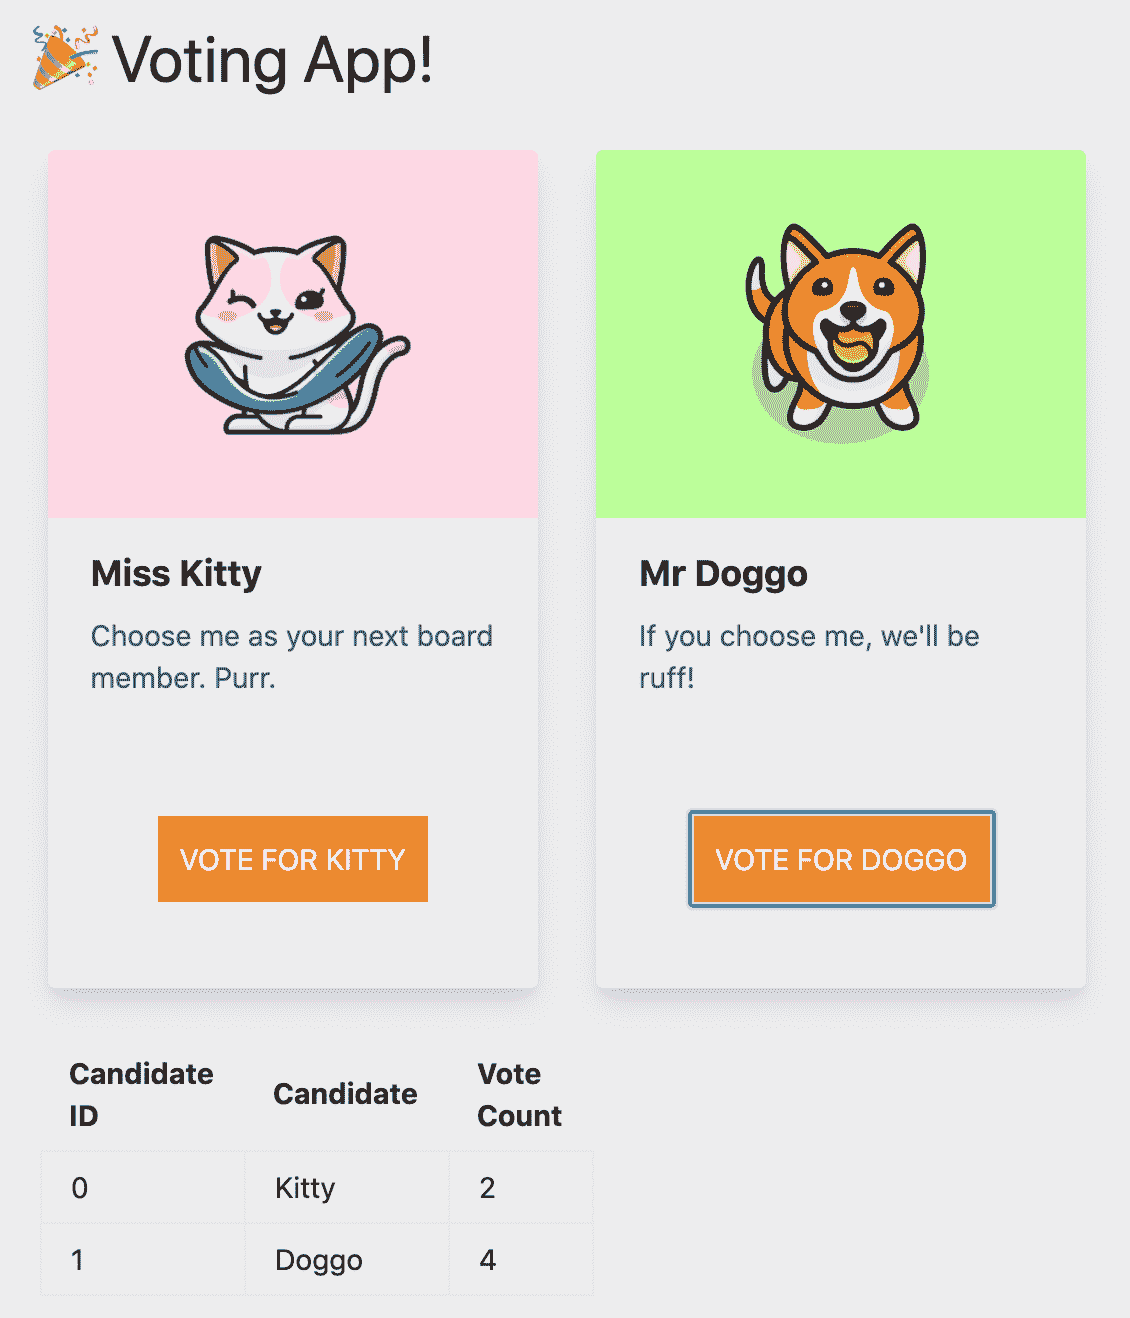 Voting App!
Miss Kitty
Choose me as your next board
member. Purr.
VOTE FOR KITTY
Mr Doggo
If you choose me, we'll be
ruff!
VOTE FOR DOGGO
Candidate
ID
Candidate
Vote
Count
0 Kitty 2
1 Doggo 4